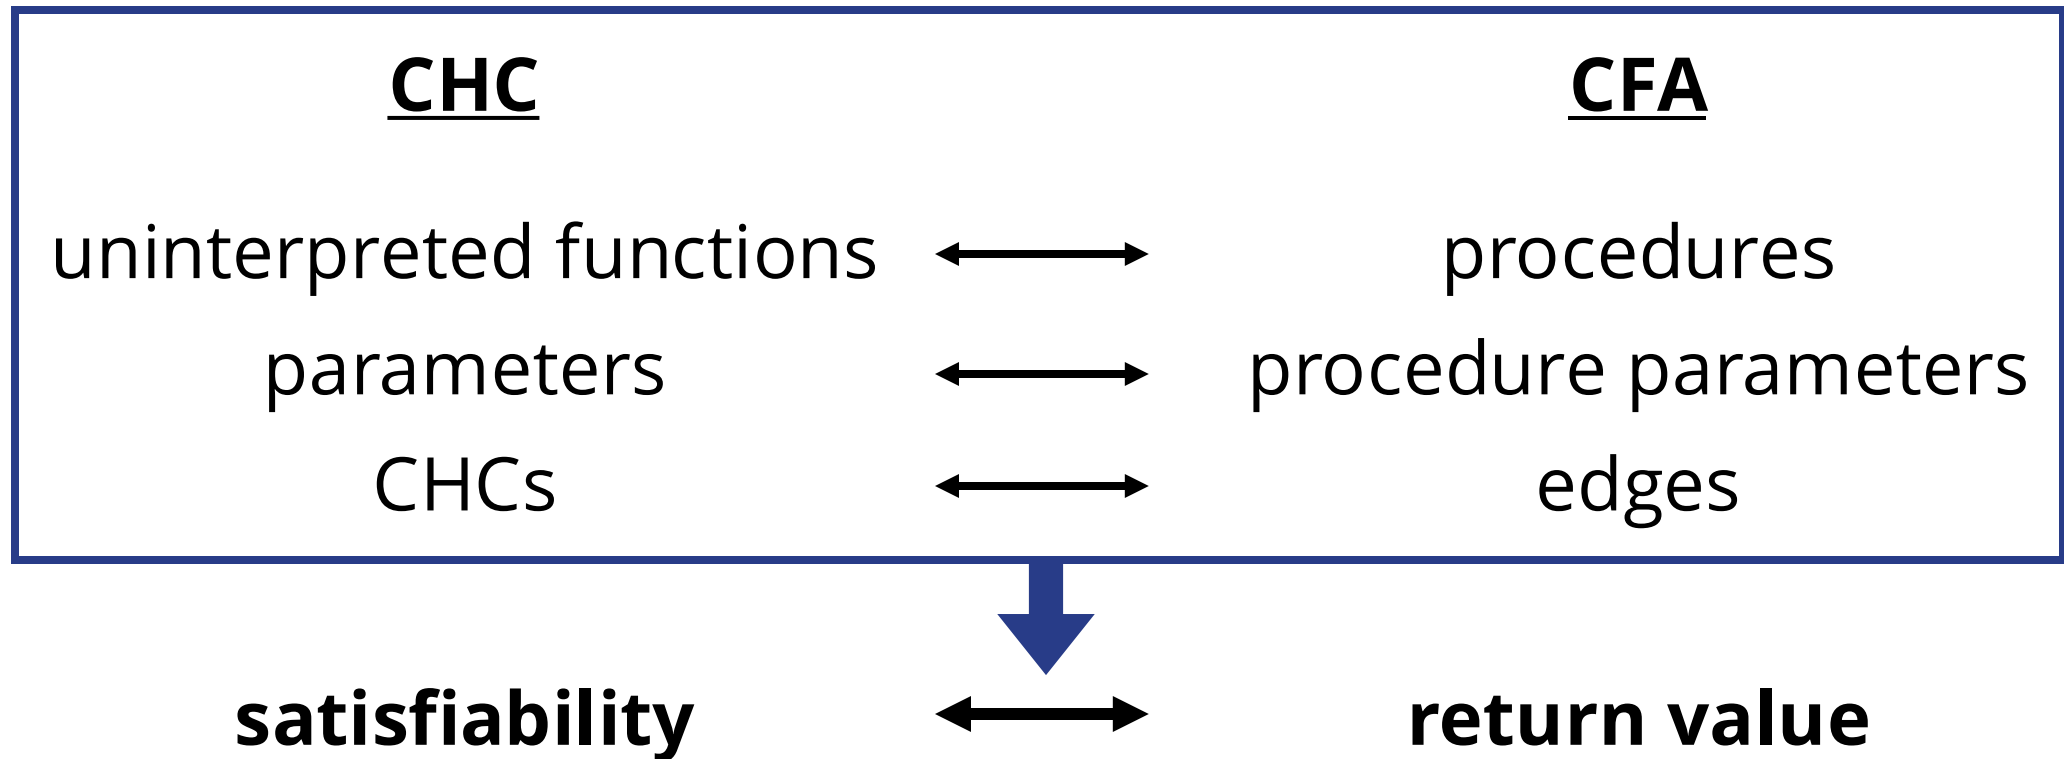 CHC CFA
uninterpreted functions procedures
parameters procedure parameters
CHCs edges
satisfiability return value